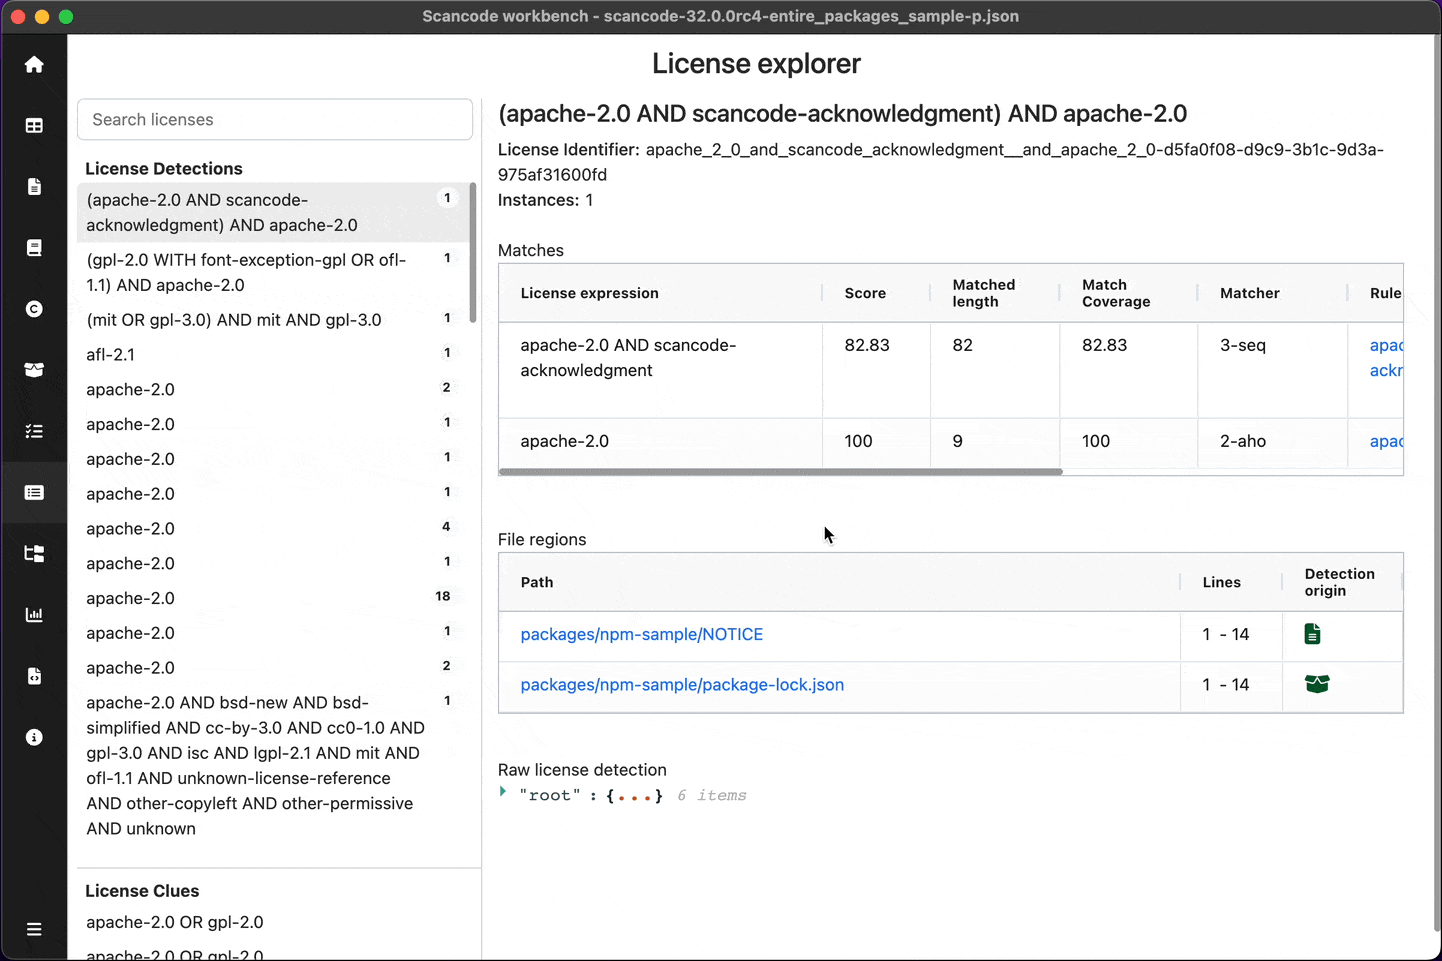 Scancode workbench - scancode-32.0.0rc4-entire_packages_sample-p.json
License explorer
Search licenses
License Detections
(apache-2.0 AND scancode-
acknowledgment) AND apache-2.0
1
(gpl-2.0 WITH font-exception-gpl OR ofl-
1.1) AND apache-2.0
1
(mit OR gpl-3.0) AND mit AND gpl-3.0
1
afl-2.1
1
apache-2.0
2
apache-2.0
1
apache-2.0
1
apache-2.0
1
apache-2.0
4
apache-2.0
1
apache-2.0
18
apache-2.0
1
apache-2.0
2
apache-2.0 AND bsd-new AND bsd-
simplified AND cc-by-3.0 AND cc0-1.0 AND
gpl-3.0 AND isc AND lgpl-2.1 AND mit AND
ofl-1.1 AND unknown-license-reference
AND other-copyleft AND other-permissive
AND unknown
1
License Clues
apache-2.0 OR gpl-2.0
apache-2.0 OR gpl-2.0
(apache-2.0 AND scancode-acknowledgment) AND apache-2.0
License Identifier: apache_2_0_and_scancode_acknowledgment__and_apache_2_0-d5fa0f08-d9c9-3b1c-9d3a-
975af31600fd
Instances: 1
Matches
License expression
Score
Matched
length
Match
Coverage
Matcher
Rule
apache-2.0 AND scancode-
acknowledgment
82.83
82
82.83
3-seq
apac
ackr
apache-2.0
100
9
100
2-aho
apac
File regions
Path
Lines
Detection
origin
packages/npm-sample/NOTICE
1 - 14
packages/npm-sample/package-lock.json
1 - 14
Raw license detection
"root" : {...} 6 items